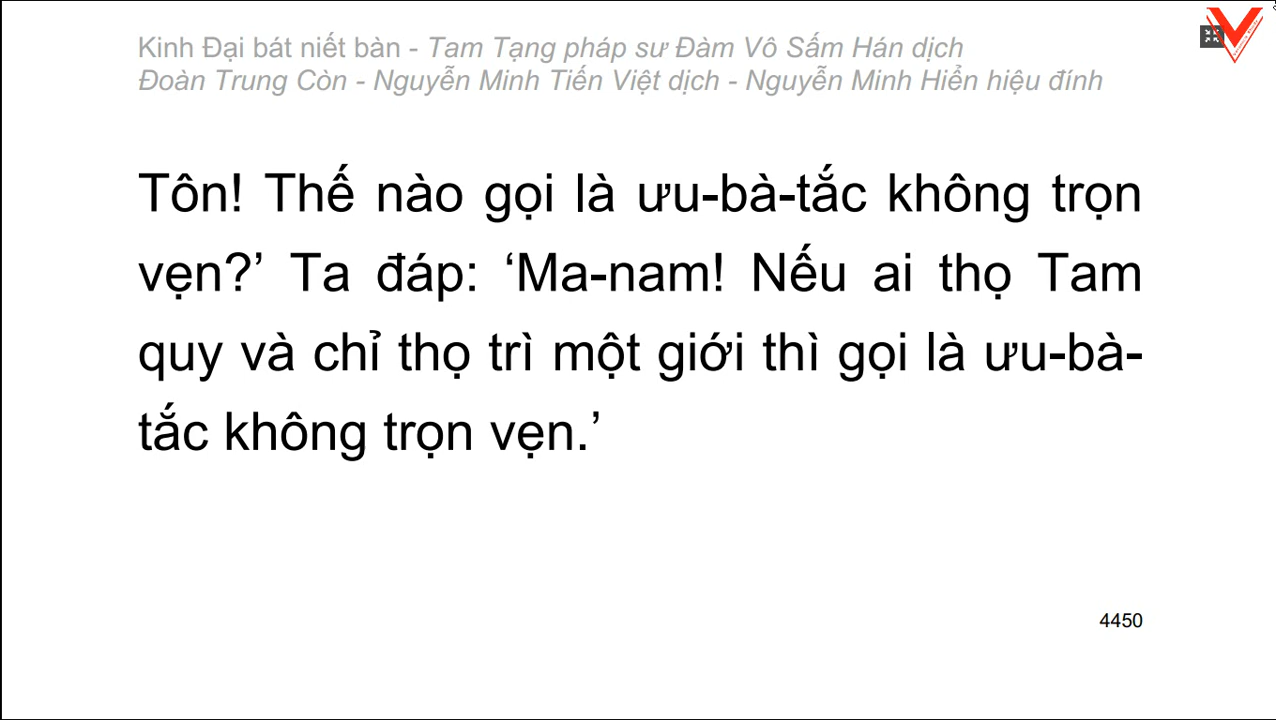 Kinh Đại bát niết bàn - Tam Tạng pháp sư Đàm Vô Sấm Hán dịch
Đoàn Trung Còn - Nguyễn Minh Tiến Việt dịch - Nguyễn Minh Hiển hiệu đính
Tôn! Thế nào gọi là ưu-bà-tắc không trọn
vẹn?’ Ta đáp: ‘Ma-nam! Nếu ai thọ Tam
quy và chỉ thọ trì một giới thì gọi là ưu-bà-
tắc không trọn vẹn.’
4450